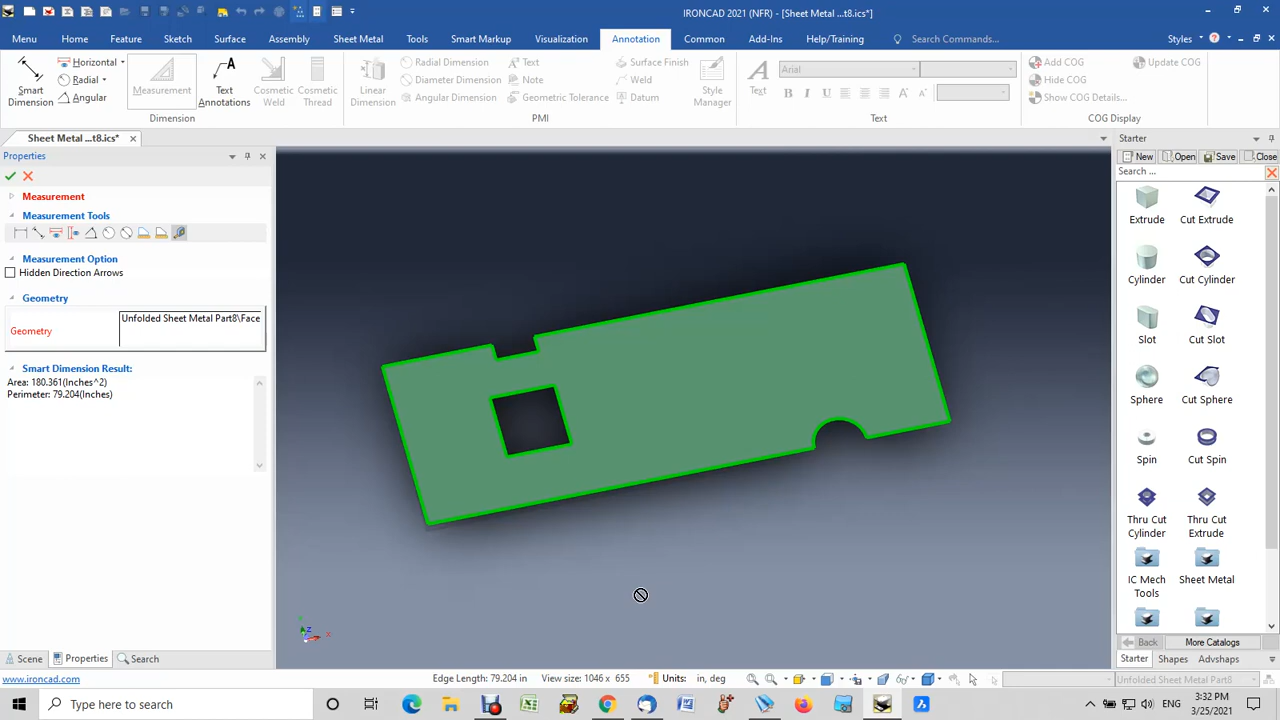 IRONCAD 2021 (NFR) - [Sheet Metal ...t8.ics*]
Menu Home Feature Sketch Surface Assembly Sheet Metal Tools Smart Markup Visualization Annotation Common Add-Ins Help/Training Search Commands... Styles
Smart Dimension
Horizontal
Radial
Angular
Measurement
Text Annotations
Cosmetic Weld
Cosmetic Thread
Dimension
Linear Dimension
Radial Dimension
Diameter Dimension
Angular Dimension
Text
Note
Geometric Tolerance
Surface Finish
Weld
Datum
Style Manager
PMI
Text
Arial
B I U
Text
Add COG
Hide COG
Show COG Details...
Update COG
COG Display
Sheet Metal ...t8.ics*
Properties
Measurement
Measurement Tools
Measurement Option
Hidden Direction Arrows
Geometry
Geometry Unfolded Sheet Metal Part8\Face
Smart Dimension Result:
Area: 180.361(Inches^2)
Perimeter: 79.204(Inches)
Scene Properties Search
Z
X
Starter
New Open Save Close
Search ...
Extrude Cut Extrude
Cylinder Cut Cylinder
Slot Cut Slot
Sphere Cut Sphere
Spin Cut Spin
Thru Cut Cylinder
Thru Cut Extrude
IC Mech Tools
Sheet Metal
Back More Catalogs
Starter Shapes Advshaps
www.ironcad.com
Edge Length: 79.204 in View size: 1046 x 655 Units: in, deg
Unfolded Sheet Metal Part8
Type here to search
3:32 PM
3/25/2021